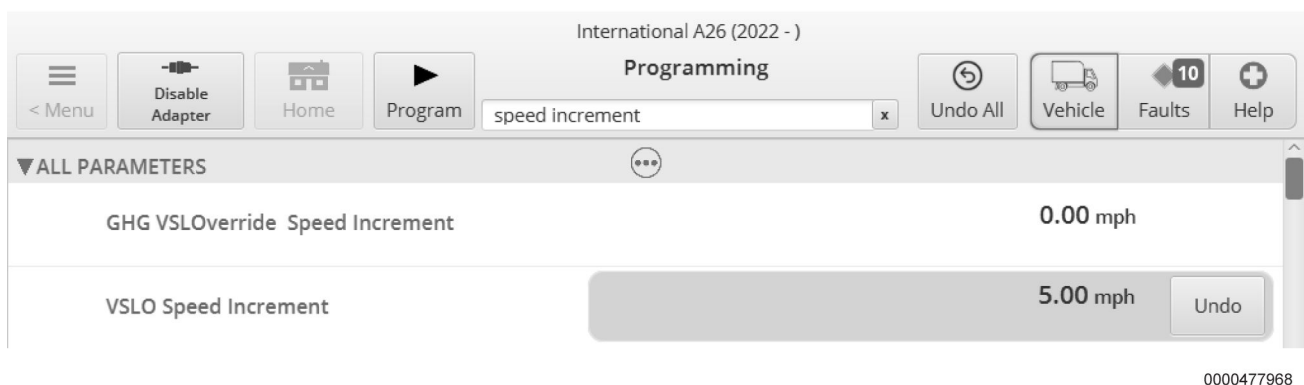 International A26 (2022 - )
< Menu
Disable
Adapter
Home
Program
Programming
speed increment
x
Undo All
Vehicle
10
Faults
Help
▼ALL PARAMETERS
GHG VSLOverride  Speed Increment
0.00 mph
VSLO Speed Increment
5.00 mph
Undo
0000477968